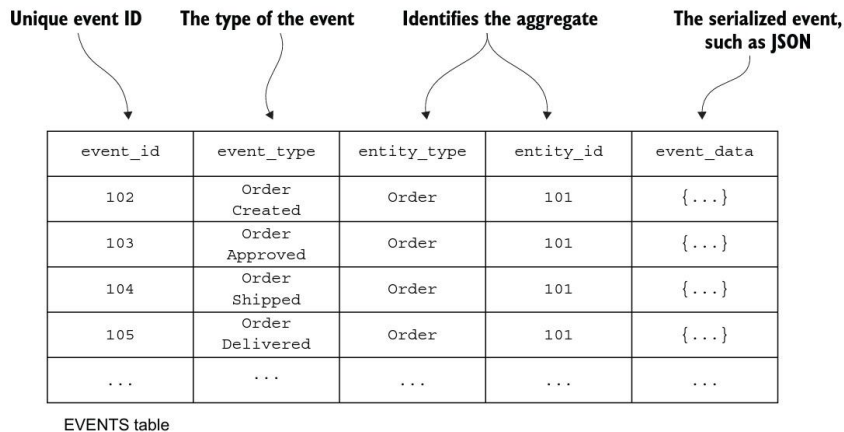 Unique event ID The type of the event Identifies the aggregate The serialized event,
such as JSON
event_id event_type entity_type entity_id event_data
102 Order Created Order 101 {...}
103 Order Approved Order 101 {...}
104 Order Shipped Order 101 {...}
105 Order Delivered Order 101 {...}
... ... ... ... ...
EVENTS table